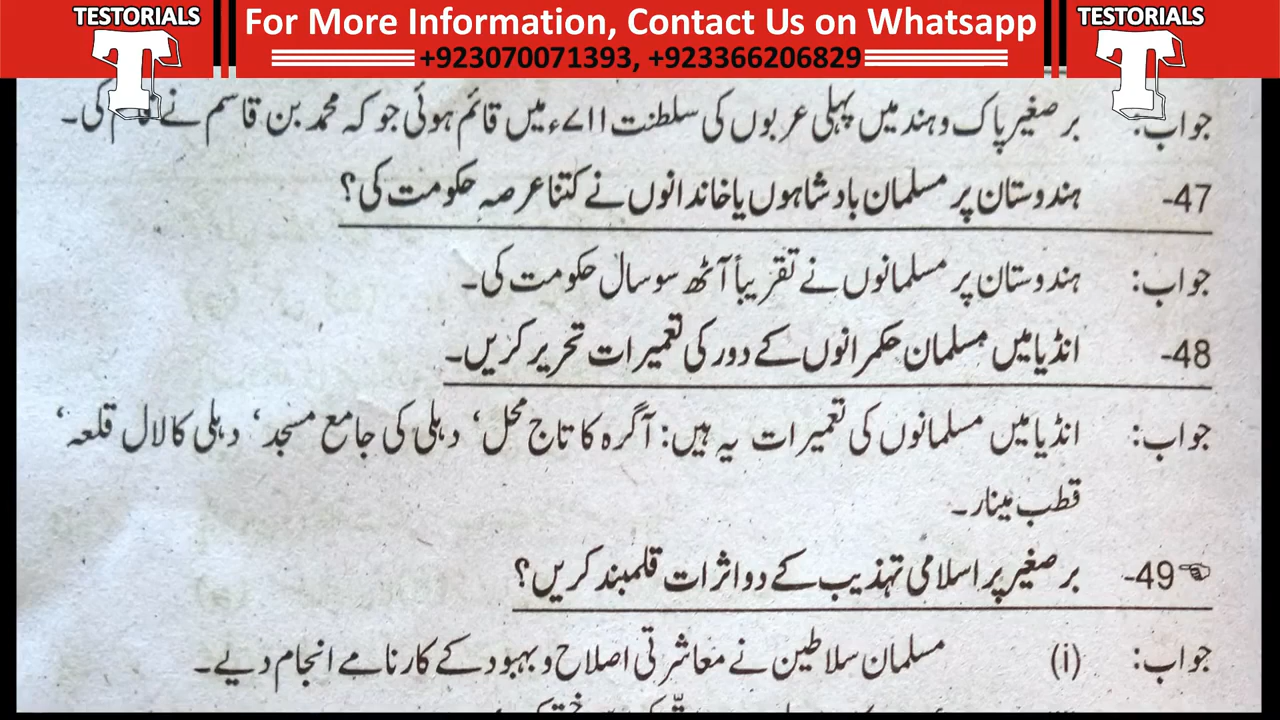 TESTORIALS
For More Information, Contact Us on Whatsapp
TESTORIALS
+923070071393, +923366206829
جواب: برصغیر پاک و ہند میں پہلی عربوں کی سلطنت ۷۱۱ء میں قائم ہوئی جو کہ محمد بن قاسم نے کی۔
47- ہندوستان پر مسلمان بادشاہوں یا خاندانوں نے کتنا عرصہ حکومت کی؟
جواب: ہندوستان پر مسلمانوں نے تقریباً آٹھ سو سال حکومت کی۔
48- انڈیا میں مسلمان حکمرانوں کے دور کی تعمیرات تحریر کریں۔
جواب: انڈیا میں مسلمانوں کی تعمیرات یہ ہیں: آگرہ کا تاج محل‘ دہلی کی جامع مسجد‘ دہلی کا لال قلعہ‘
قطب مینار۔
49- برصغیر پر اسلامی تہذیب کے دو اثرات قلمبند کریں؟
جواب: (i) مسلمان سلاطین نے معاشرتی اصلاح و بہبود کے کارنامے انجام دیے۔